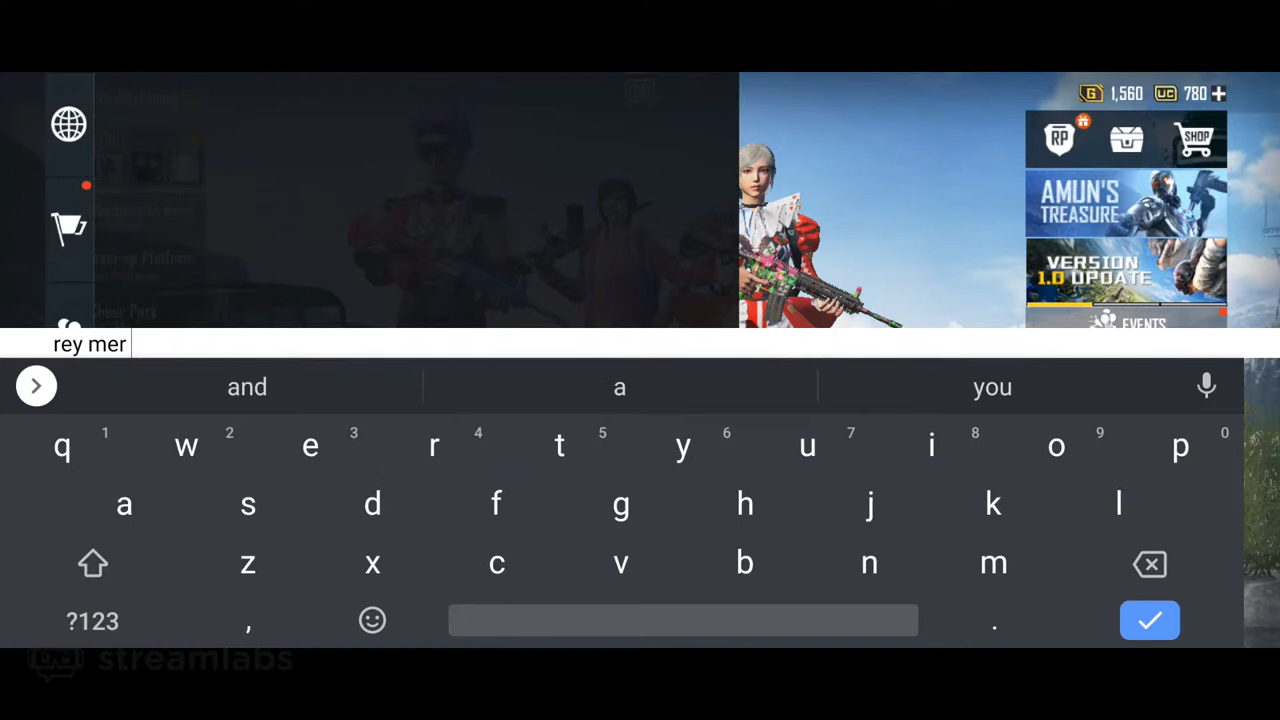 G 1,560 UC 780
RP SHOP
AMUN'S
TREASURE
VERSION
1.0 UPDATE
EVENTS
rey mer
and a you
q 1 w 2 e 3 r 4 t 5 y 6 u 7 i 8 o 9 p 0
a s d f g h j k l
z x c v b n m
?123 , .
streamlabs